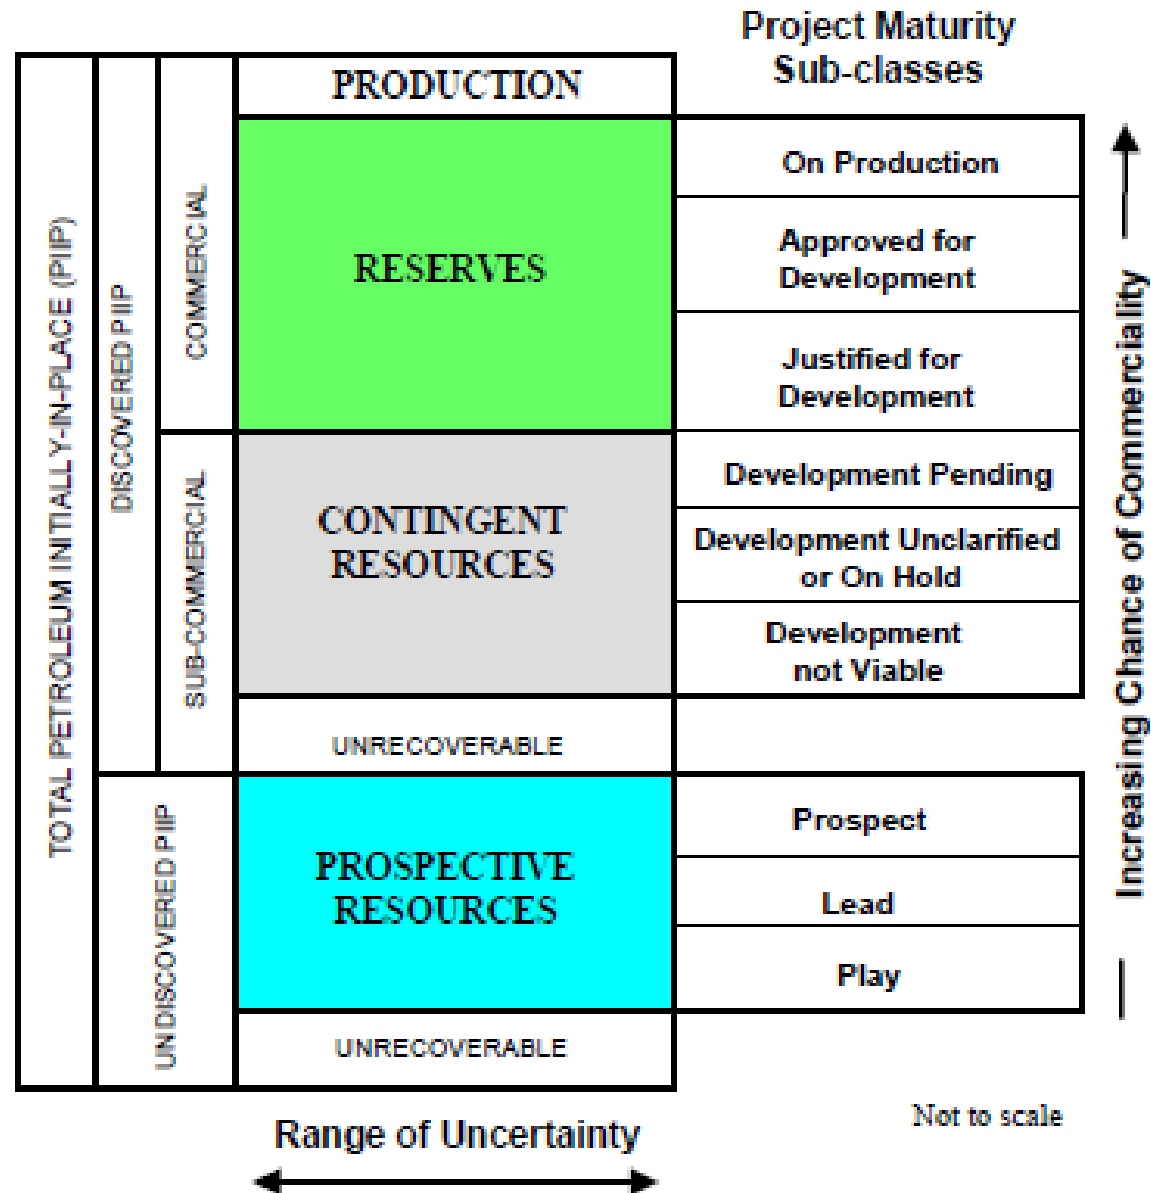 Project Maturity
Sub-classes
PRODUCTION
On Production
RESERVES
Approved for
Development
Justified for
Development
CONTINGENT
RESOURCES
Development Pending
Development Unclarified
or On Hold
Development
not Viable
UNRECOVERABLE
PROSPECTIVE
RESOURCES
Prospect
Lead
Play
UNRECOVERABLE
TOTAL PETROLEUM INITIALLY-IN-PLACE (PIIP)
DISCOVERED PIIP
COMMERCIAL
SUB-COMMERCIAL
UNDISCOVERED PIIP
Increasing Chance of Commerciality
Not to scale
Range of Uncertainty